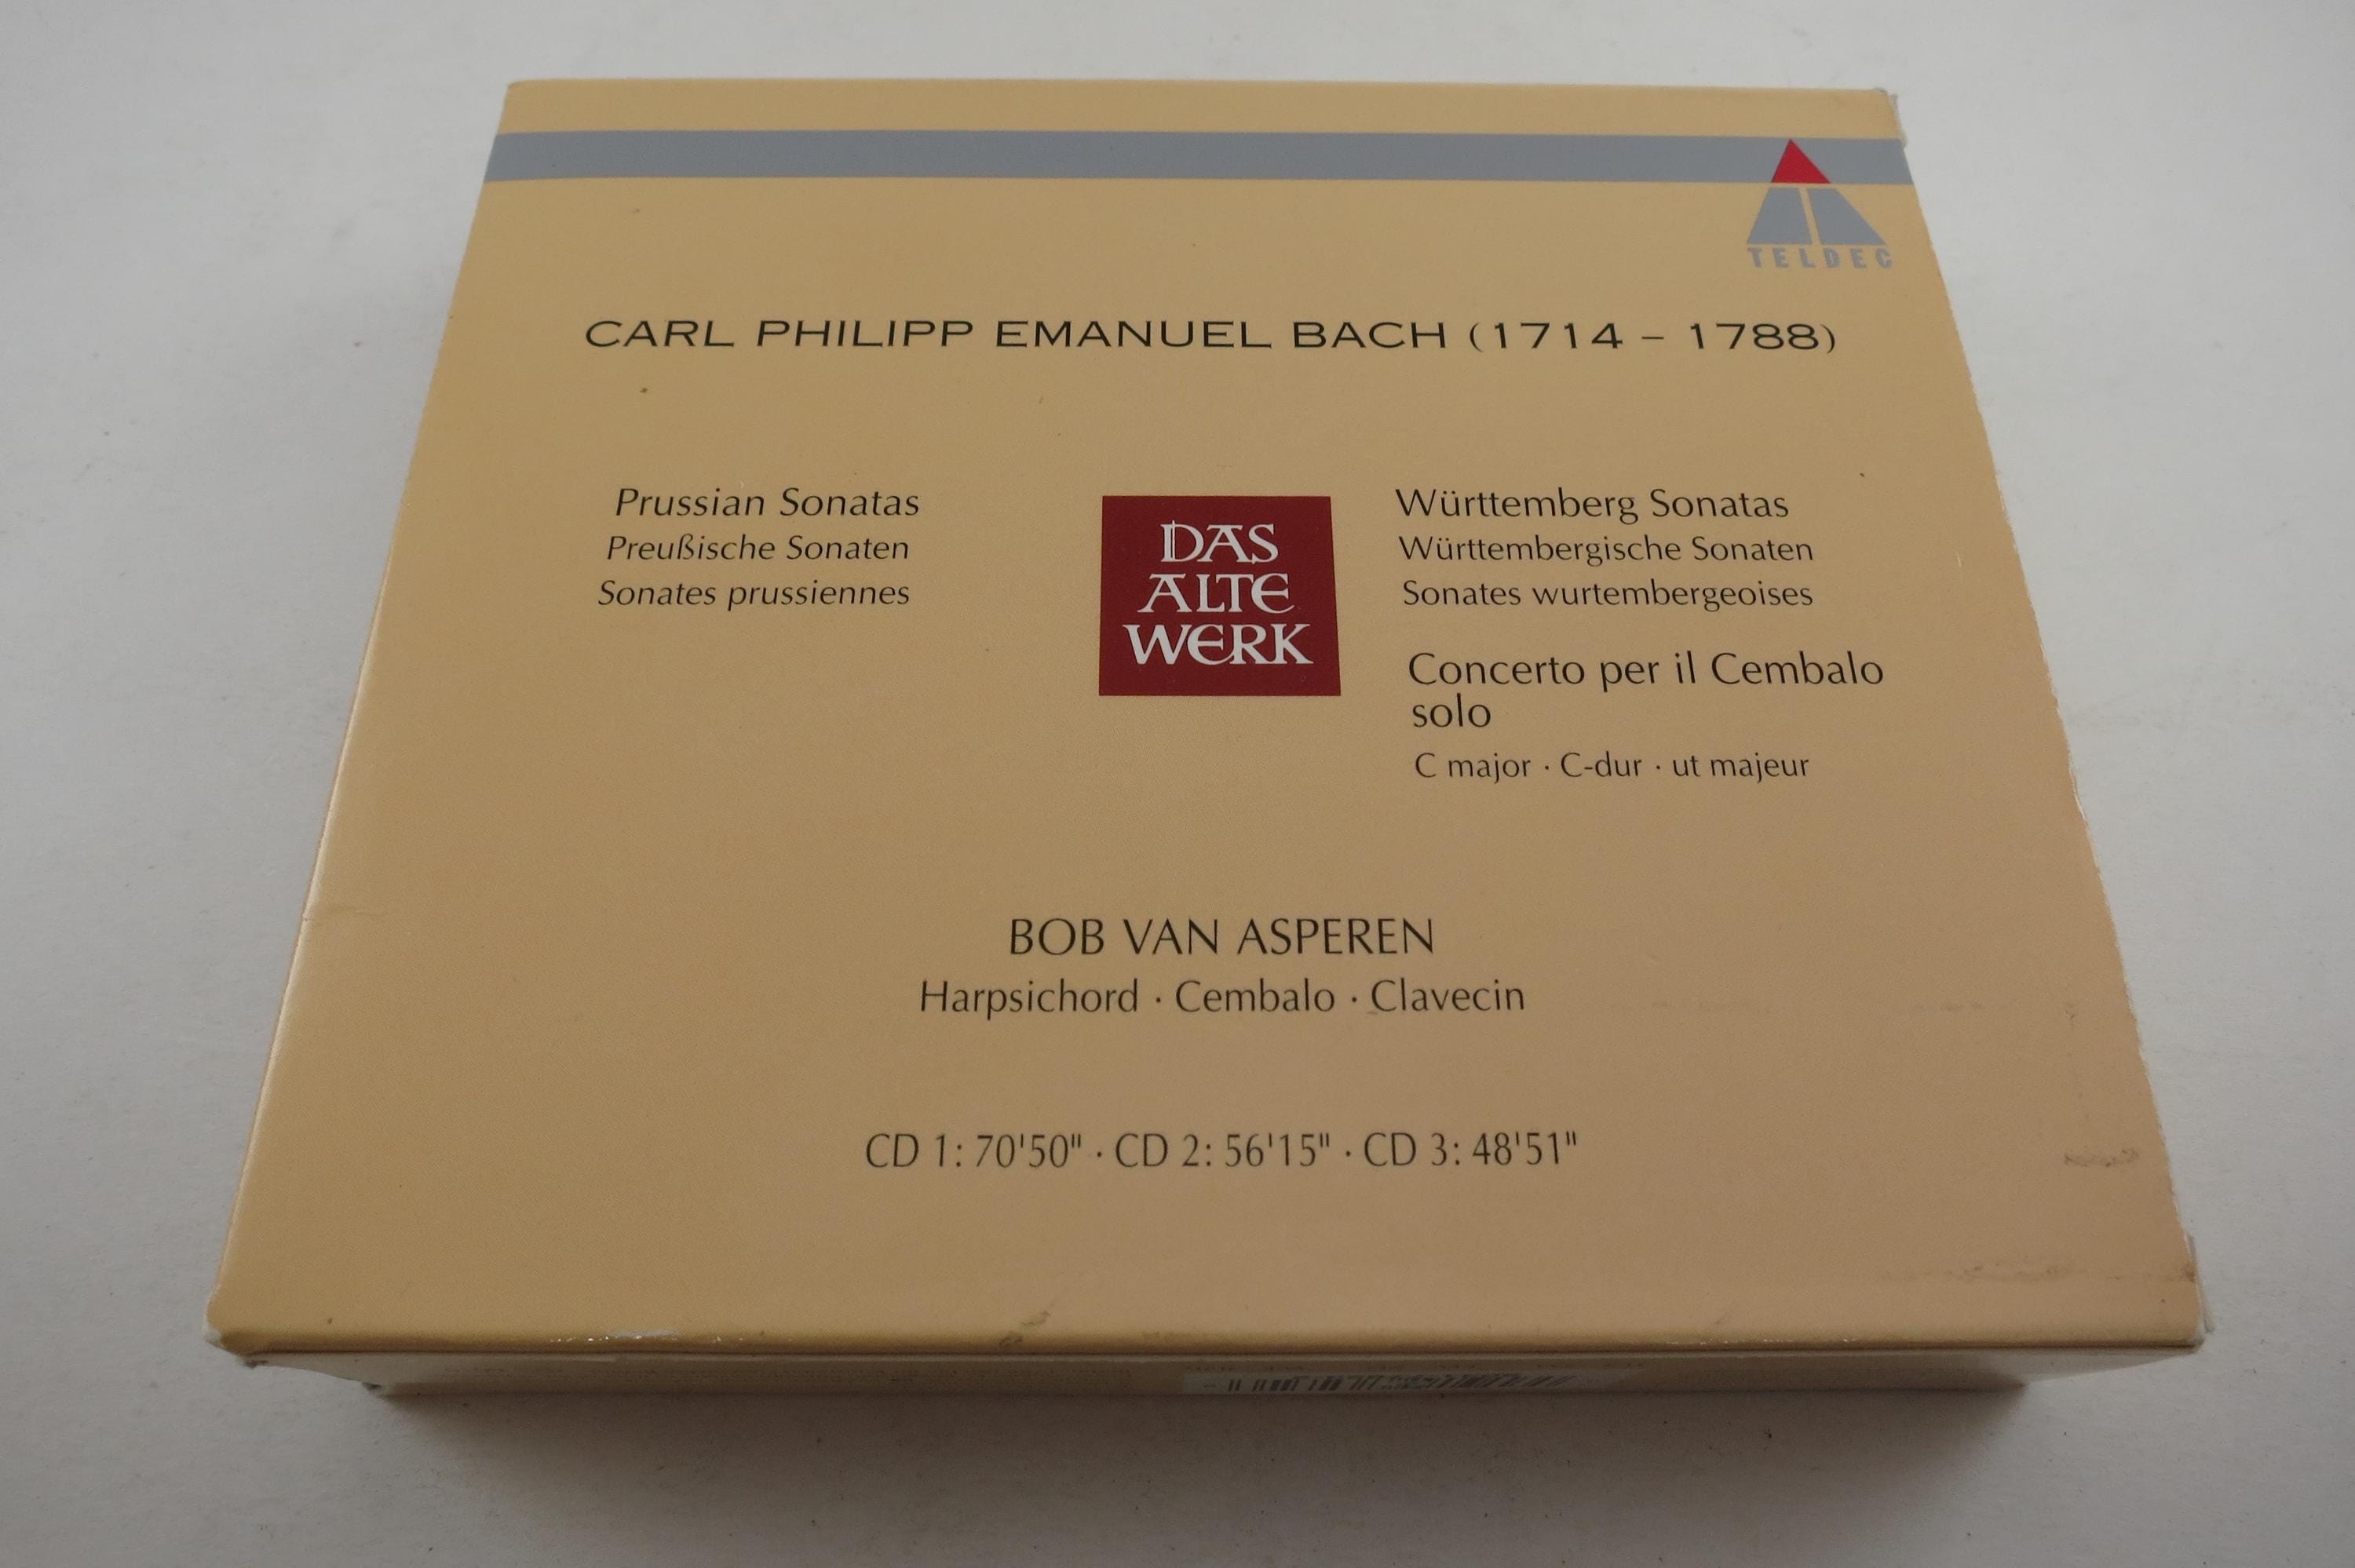 TELDEC
CARL PHILIPP EMANUEL BACH (1714 – 1788)
Prussian Sonatas
Preußische Sonaten
Sonates prussiennes
DAS
ALTE
WERK
Württemberg Sonatas
Württembergische Sonaten
Sonates wurtembergeoises
Concerto per il Cembalo
solo
C major · C-dur · ut majeur
BOB VAN ASPEREN
Harpsichord · Cembalo · Clavecin
CD 1: 70'50" · CD 2: 56'15" · CD 3: 48'51"